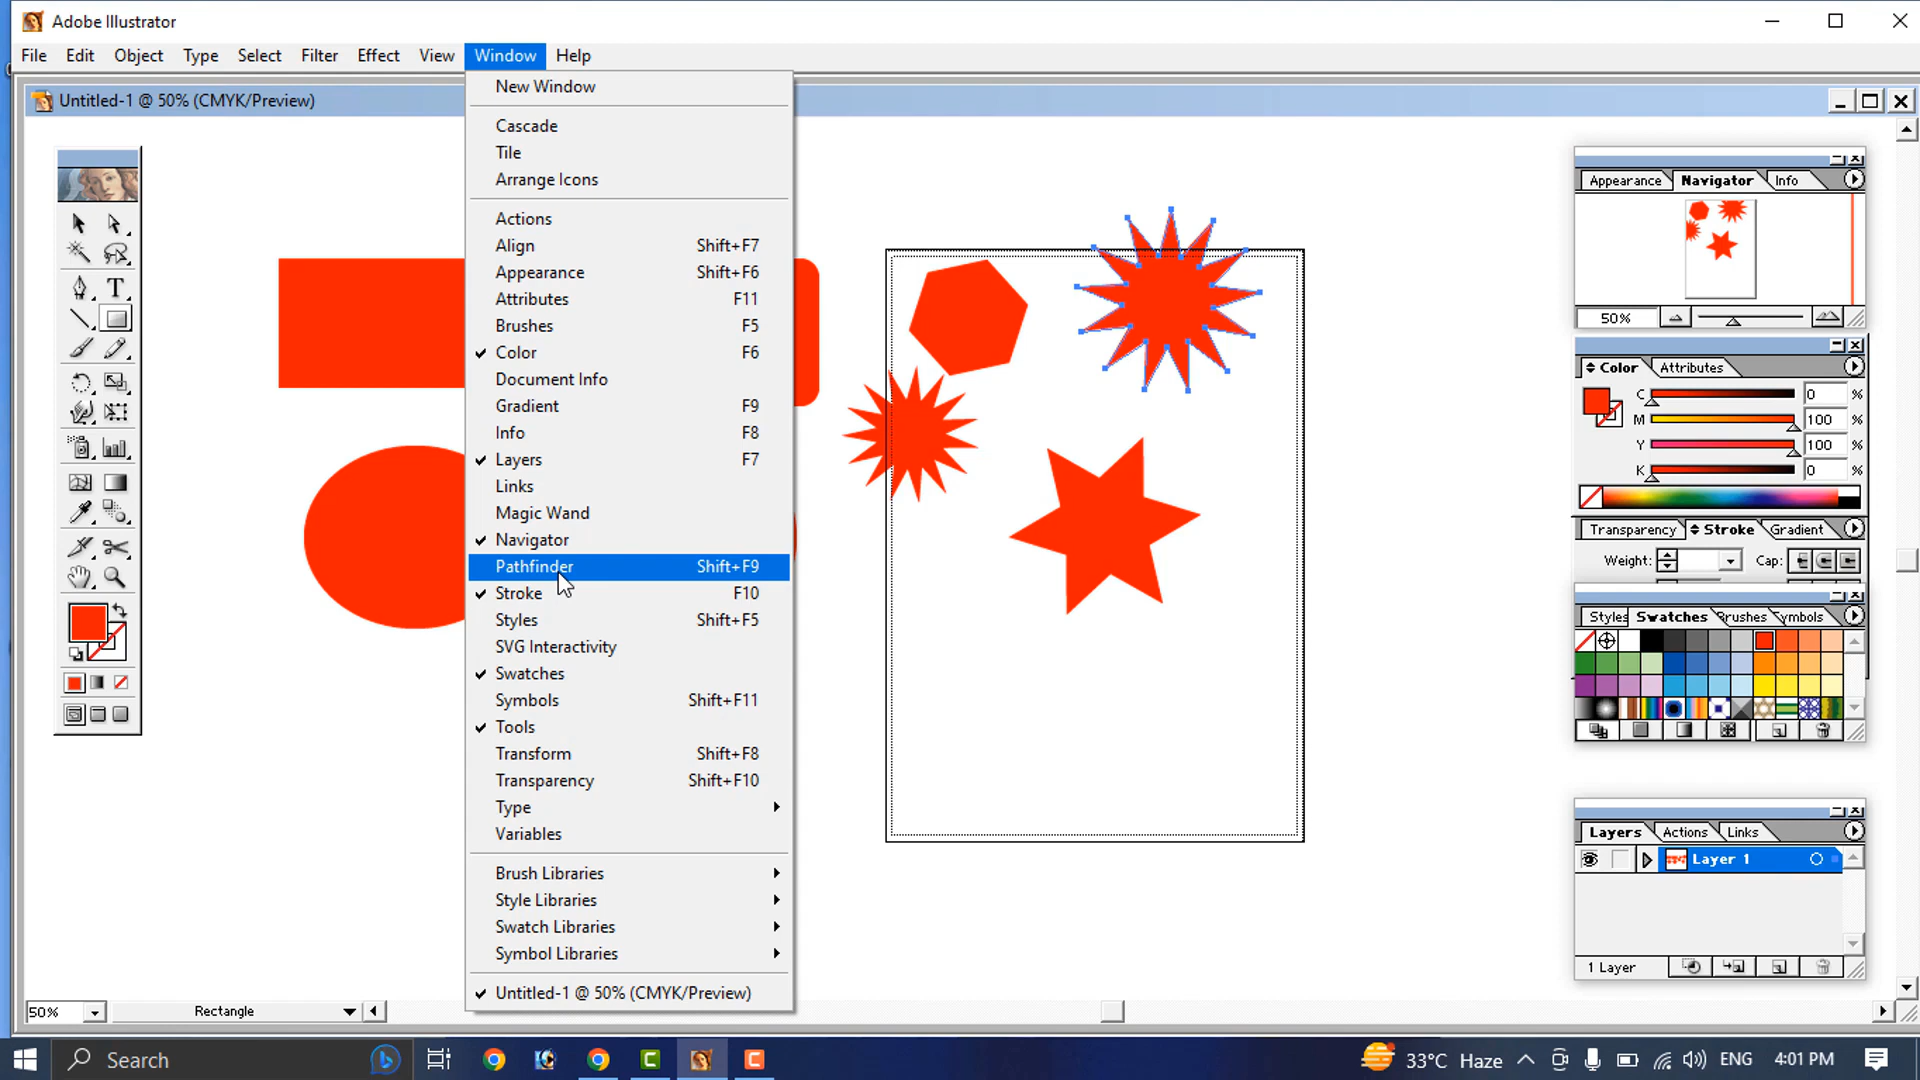 Adobe Illustrator
File Edit Object Type Select Filter Effect View Window Help
Untitled-1 @ 50% (CMYK/Preview)
New Window
Cascade
Tile
Arrange Icons
Actions
Align Shift+F7
Appearance Shift+F6
Attributes F11
Brushes F5
Color F6
Document Info
Gradient F9
Info F8
Layers F7
Links
Magic Wand
Navigator
Pathfinder Shift+F9
Stroke F10
Styles Shift+F5
SVG Interactivity
Swatches
Symbols Shift+F11
Tools
Transform Shift+F8
Transparency Shift+F10
Type
Variables
Brush Libraries
Style Libraries
Swatch Libraries
Symbol Libraries
Untitled-1 @ 50% (CMYK/Preview)
T
Appearance Navigator Info
50%
Color Attributes
C 0 %
M 100 %
Y 100 %
K 0 %
Transparency Stroke Gradient
Weight: Cap:
Styles Swatches Brushes Symbols
Layers Actions Links
Layer 1
1 Layer
50% Rectangle
Search
33°C Haze ENG 4:01 PM